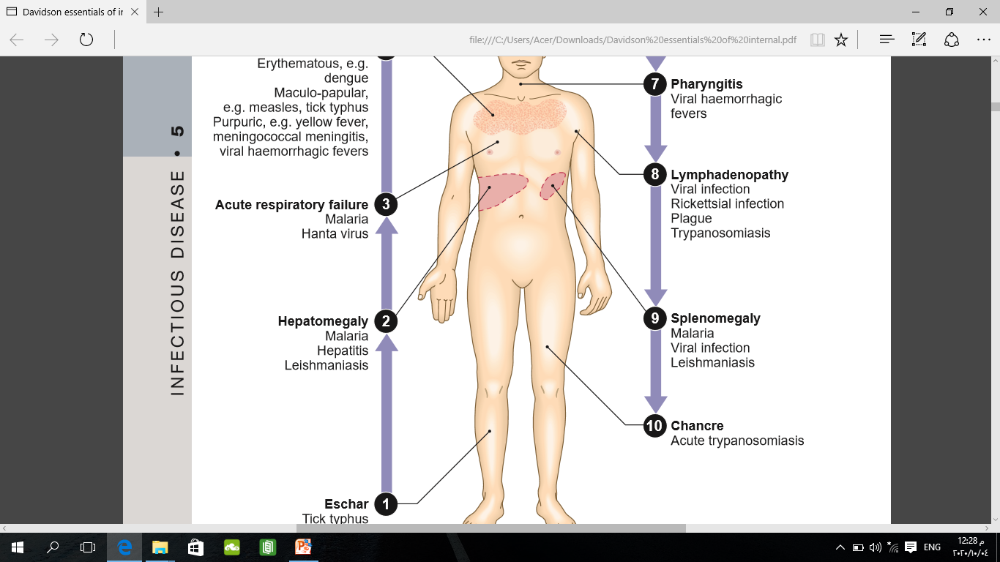 Davidson essentials of in
file:///C:/Users/Acer/Downloads/Davidson%20essentials%20of%20internal.pdf
INFECTIOUS DISEASE • 5
Erythematous, e.g.
dengue
Maculo-papular,
e.g. measles, tick typhus
Purpuric, e.g. yellow fever,
meningococcal meningitis,
viral haemorrhagic fevers
Acute respiratory failure 3
Malaria
Hanta virus
Hepatomegaly 2
Malaria
Hepatitis
Leishmaniasis
Eschar 1
Tick typhus
7 Pharyngitis
Viral haemorrhagic
fevers
8 Lymphadenopathy
Viral infection
Rickettsial infection
Plague
Trypanosomiasis
9 Splenomegaly
Malaria
Viral infection
Leishmaniasis
10 Chancre
Acute trypanosomiasis
ENG
12:28 م
٢٠٢٠/١٠/٠٤